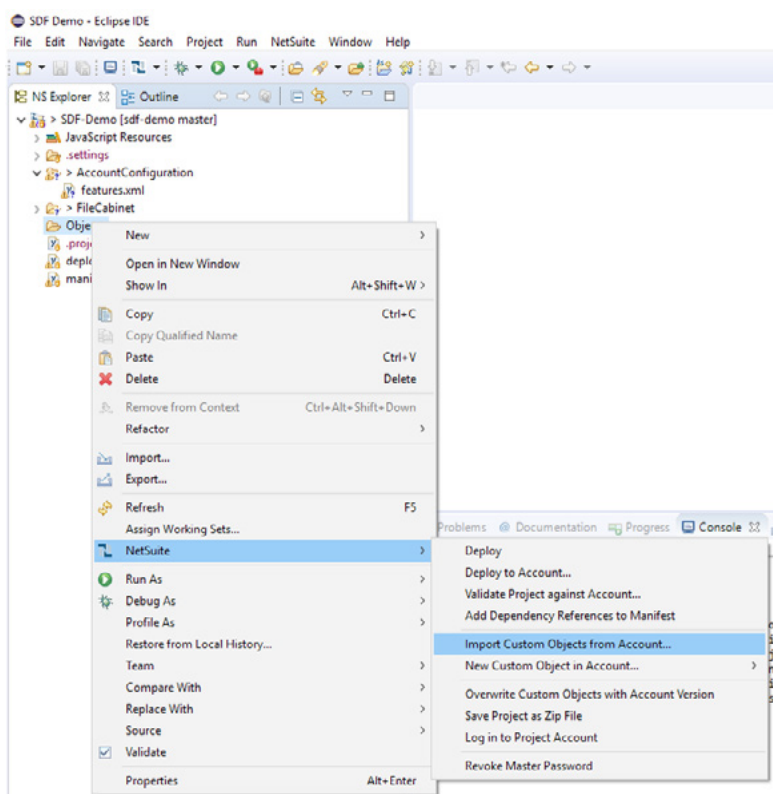 SDF Demo - Eclipse IDE
File Edit Navigate Search Project Run NetSuite Window Help
NS Explorer Outline
> SDF-Demo [sdf-demo master]
JavaScript Resources
.settings
> AccountConfiguration
features.xml
> FileCabinet
Obje
.proj
depl
mani
New
Open in New Window
Show In Alt+Shift+W >
Copy Ctrl+C
Copy Qualified Name
Paste Ctrl+V
Delete Delete
Remove from Context Ctrl+Alt+Shift+Down
Refactor
Import...
Export...
Refresh F5
Assign Working Sets...
NetSuite
Run As
Debug As
Profile As
Restore from Local History...
Team
Compare With
Replace With
Source
Validate
Properties Alt+Enter
Problems Documentation Progress Console
Deploy
Deploy to Account...
Validate Project against Account...
Add Dependency References to Manifest
Import Custom Objects from Account...
New Custom Object in Account...
Overwrite Custom Objects with Account Version
Save Project as Zip File
Log in to Project Account
Revoke Master Password